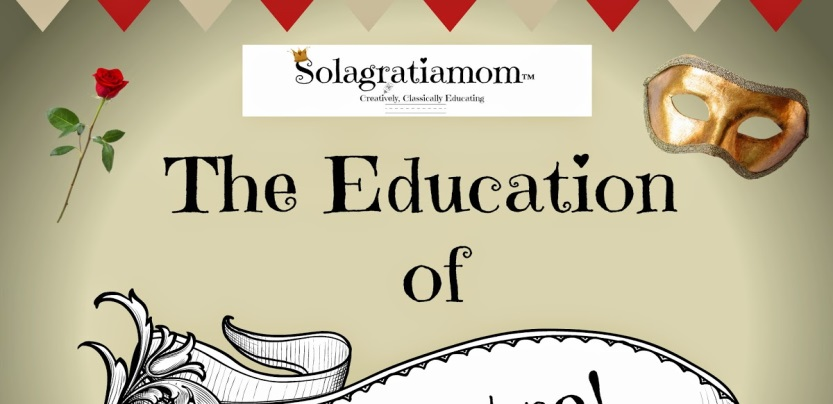 Solagratiamom™
Creatively, Classically Educating
The Education
of